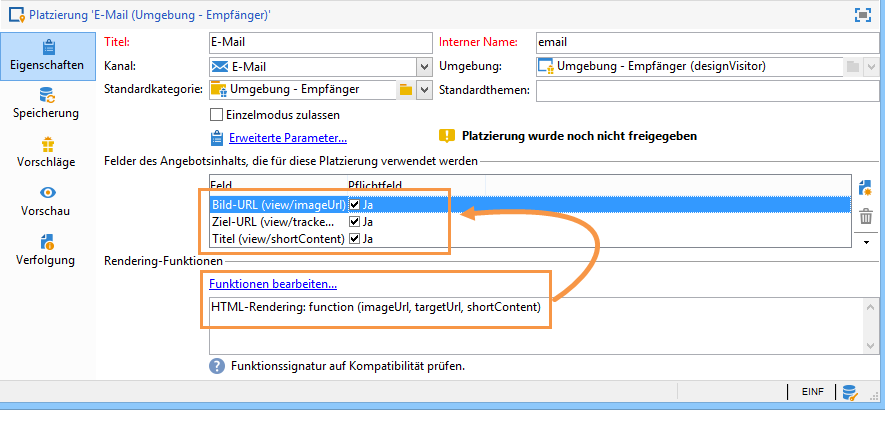 Platzierung 'E-Mail (Umgebung - Empfänger)'
Eigenschaften
Speicherung
Vorschläge
Vorschau
Verfolgung
Titel: E-Mail Interner Name: email
Kanal: E-Mail Umgebung: Umgebung - Empfänger (designVisitor)
Standardkategorie: Umgebung - Empfänger Standardthemen:
Einzelmodus zulassen
Erweiterte Parameter... Platzierung wurde noch nicht freigegeben
Felder des Angebotsinhalts, die für diese Platzierung verwendet werden
Feld Pflichtfeld
Bild-URL (view/imageUrl) Ja
Ziel-URL (view/tracke... Ja
Titel (view/shortContent) Ja
Rendering-Funktionen
Funktionen bearbeiten...
HTML-Rendering: function (imageUrl, targetUrl, shortContent)
? Funktionssignatur auf Kompatibilität prüfen.
EINF